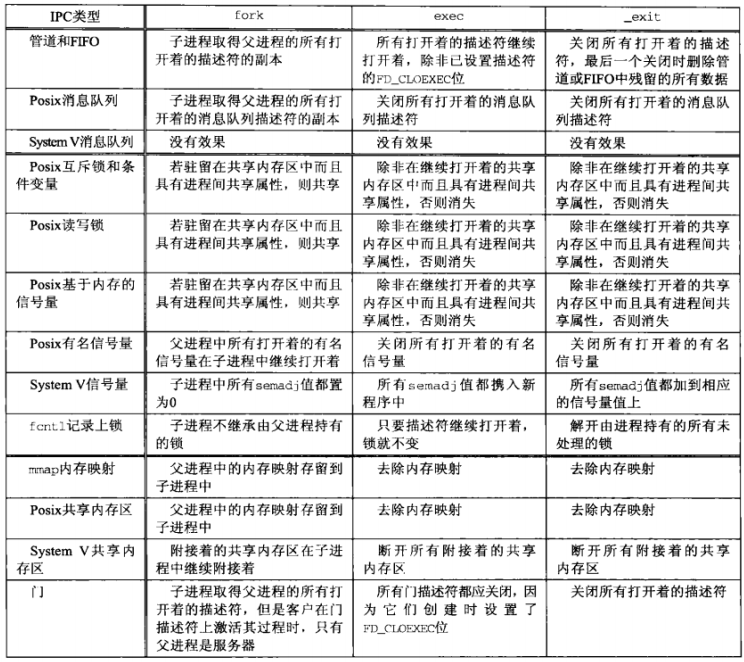 IPC类型 fork exec _exit
管道和FIFO 子进程取得父进程的所有打 所有打开着的描述符继续 关闭所有打开着的描述
开着的描述符的副本 打开着，除非已设置描述符 符，最后一个关闭时删除管
的FD_CLOEXEC位 道或FIFO中残留的所有数据
Posix消息队列 子进程取得父进程的所有打 关闭所有打开着的消息队 关闭所有打开着的消息队
开着的消息队列描述符的副本 列描述符 列描述符
System V消息队列 没有效果 没有效果 没有效果
Posix互斥锁和条 若驻留在共享内存区中而且 除非在继续打开着的共享 除非在继续打开着的共享
件变量 具有进程间共享属性，则共享 内存区中而且具有进程间共 内存区中而且具有进程间共
享属性，否则消失 享属性，否则消失
Posix读写锁 若驻留在共享内存区中而且 除非在继续打开着的共享 除非在继续打开着的共享
具有进程间共享属性，则共享 内存区中而且具有进程间共 内存区中而且具有进程间共
享属性，否则消失 享属性，否则消失
Posix基于内存的 若驻留在共享内存区中而且 除非在继续打开着的共享 除非在继续打开着的共享
信号量 具有进程间共享属性，则共享 内存区中而且具有进程间共 内存区中而且具有进程间共
享属性，否则消失 享属性，否则消失
Posix有名信号量 父进程中所有打开着的有名 关闭所有打开着的有名 关闭所有打开着的有名
信号量在子进程中继续打开着 信号量 信号量
System V信号量 子进程中所有semadj值都置 所有semadj值都携入新 所有semadj值都加到相应
为0 程序中 的信号量值上
fcntl记录上锁 子进程不继承由父进程持有 只要描述符继续打开着， 解开由进程持有的所有未
的锁 锁就不变 处理的锁
mmap内存映射 父进程中的内存映射存留到 去除内存映射 去除内存映射
子进程中
Posix共享内存区 父进程中的内存映射存留到 去除内存映射 去除内存映射
子进程中
System V共享内 附接着的共享内存区在子进 断开所有附接着的共享 断开所有附接着的共享
存区 程中继续附接着 内存区 内存区
门 子进程取得父进程的所有打 所有门描述符都应关闭，因 关闭所有打开着的描述符
开着的描述符，但是客户在门 为它们创建时设置了
描述符上激活其过程时，只有 FD_CLOEXEC位
父进程是服务器